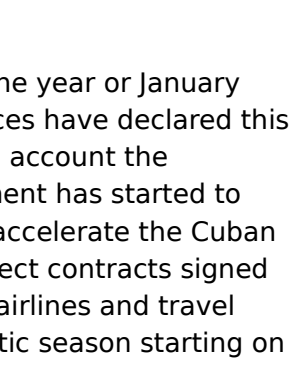 he year or January
ces have declared this
account the
ent has started to
accelerate the Cuban
ect contracts signed
airlines and travel
tic season starting on